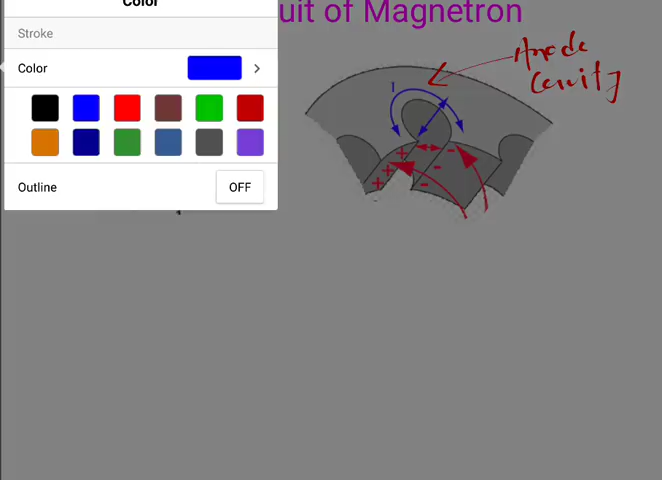 Color
uit of Magnetron
Stroke
Color
Anode
Cavity
I
+ -
+ -
+ -
Outline
OFF